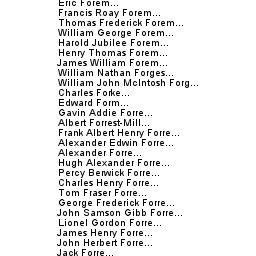 Eric Forem...
Francis Roay Forem...
Thomas Frederick Forem...
William George Forem...
Harold Jubilee Forem...
Henry Thomas Forem...
James William Forem...
William Nathan Forges...
William John McIntosh Forg...
Charles Forke...
Edward Form...
Gavin Addie Forre...
Albert Forrest-Mill...
Frank Albert Henry Forre...
Alexander Edwin Forre...
Alexander Forre...
Hugh Alexander Forre...
Percy Berwick Forre...
Charles Henry Forre...
Tom Fraser Forre...
George Frederick Forre...
John Samson Gibb Forre...
Lionel Gordon Forre...
James Henry Forre...
John Herbert Forre...
Jack Forre...